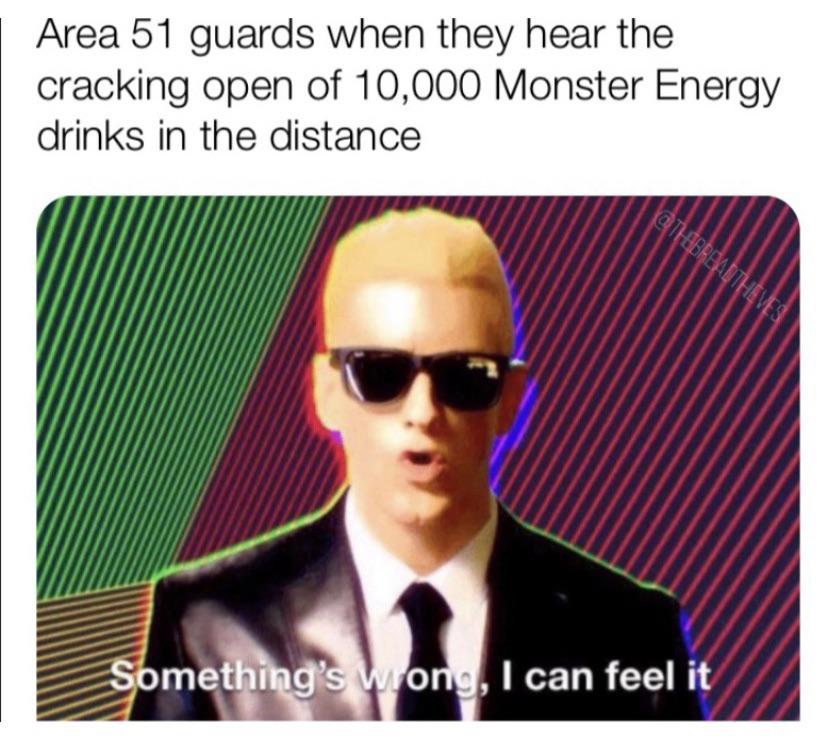 Area 51 guards when they hear the
cracking open of 10,000 Monster Energy
drinks in the distance
@THEBREADTHIEVES
Something's wrong, I can feel it